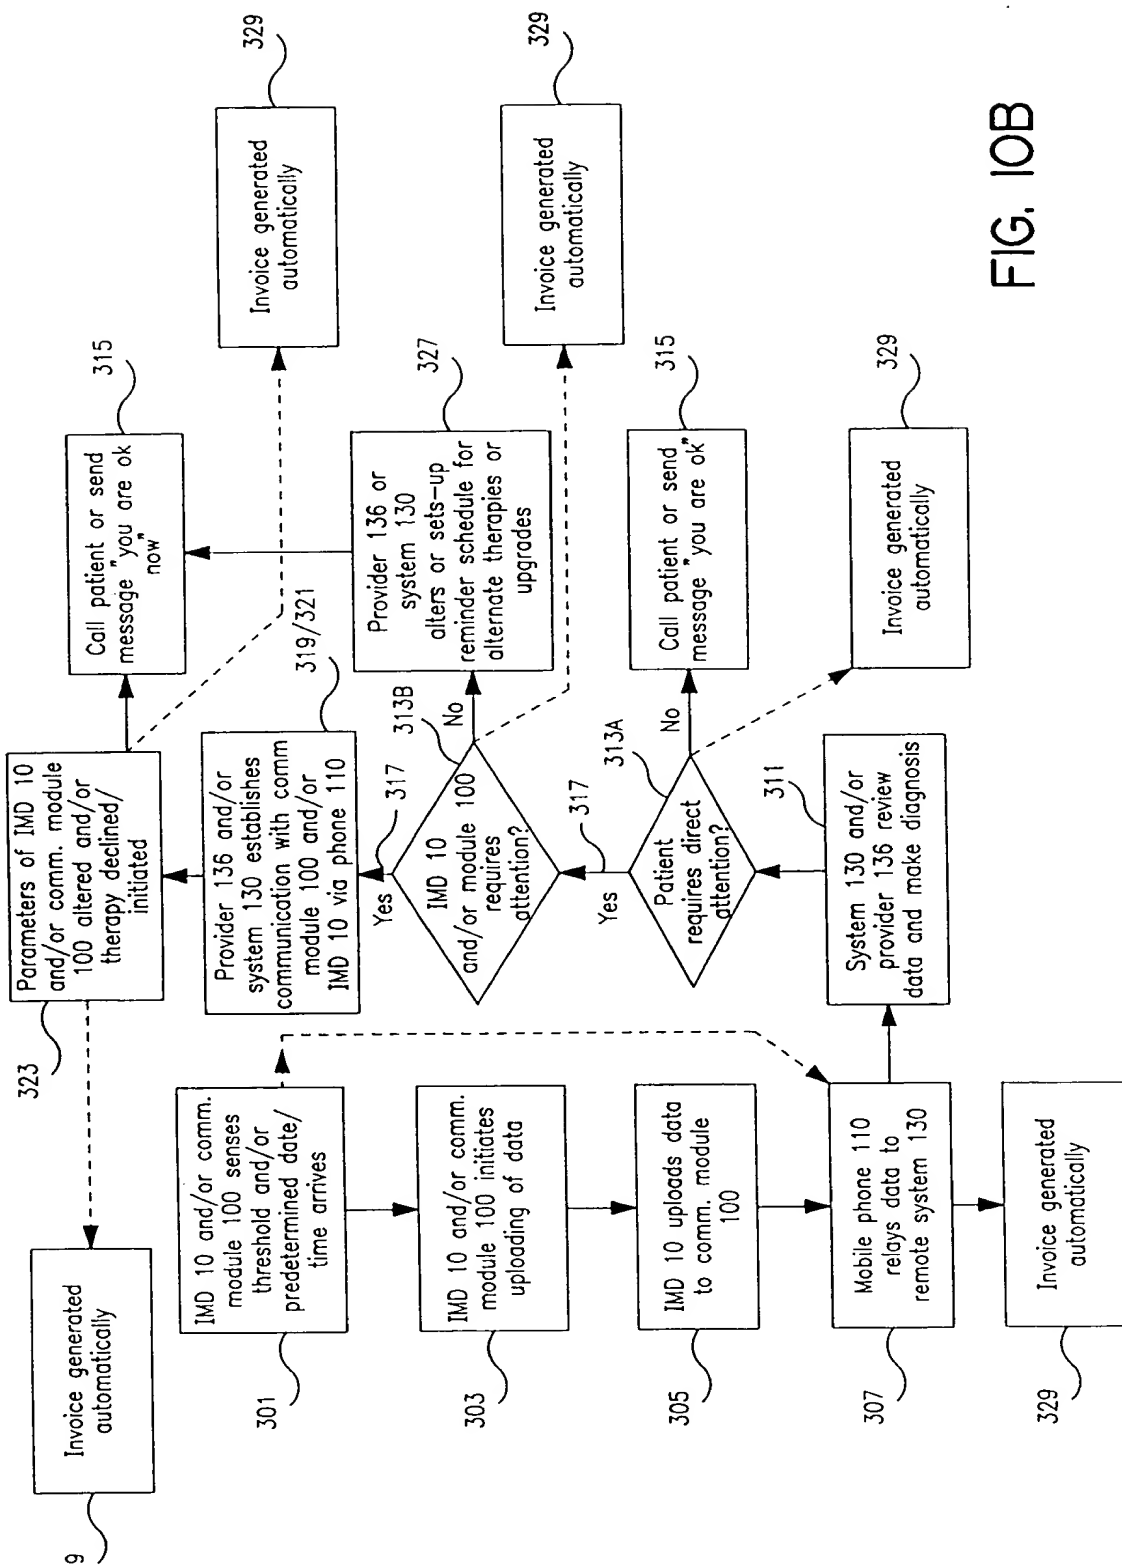 9
Invoice generated
automatically
323
Parameters of IMD 10
and/or comm. module
100 altered and/or
therapy declined/
initiated
315
Call patient or send
message "you are ok
now"
329
Invoice generated
automatically
301
IMD 10 and/or comm.
module 100 senses
threshold and/or
predetermined date/
time arrives
319/321
Provider 136 and/or
system 130 establishes
communication with comm
module 100 and/or
IMD 10 via phone 110
317
Yes
313B
IMD 10
and/or module 100
requires
attention?
No
327
Provider 136 or
system 130
alters or sets-up
reminder schedule for
alternate therapies or
upgrades
329
Invoice generated
automatically
303
IMD 10 and/or comm.
module 100 initiates
uploading of data
317
Yes
313A
Patient
requires direct
attention?
No
315
Call patient or send
message "you are ok"
305
IMD 10 uploads data
to comm. module
100
311
System 130 and/or
provider 136 review
data and make diagnosis
329
Invoice generated
automatically
307
Mobile phone 110
relays data to
remote system 130
329
Invoice generated
automatically
FIG. 10B